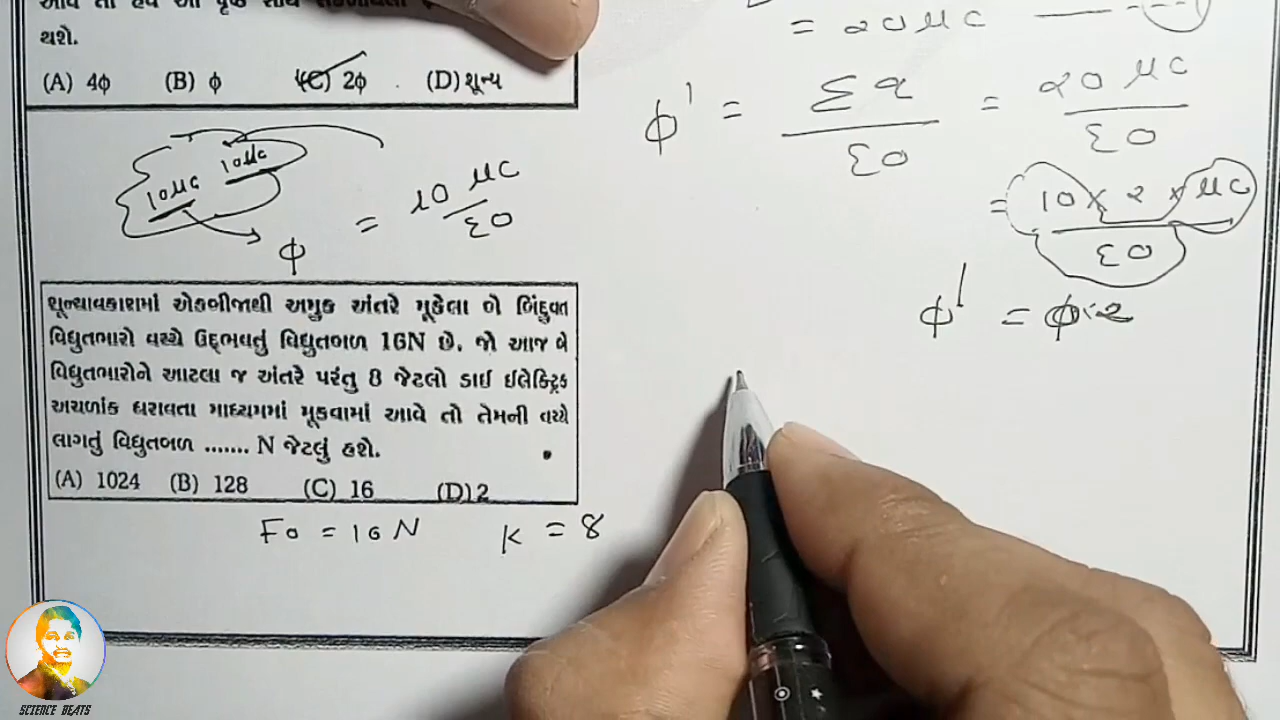 થશે.
(A) 4ϕ (B) ϕ (C) 2ϕ (D) શૂન્ય
10μC 10μC
ϕ = 10 μC / ε0
શૂન્યાવકાશમાં એકબીજાથી અમુક અંતરે મૂકેલા બે બિંદુવત
વિધુતભારો વચ્ચે ઉદ્ભવતું વિધુતબળ 16N છે. જો આજ બે
વિધુતભારોને આટલા જ અંતરે પરંતુ 8 જેટલો ડાઈ ઈલેક્ટ્રિક
અચળાંક ધરાવતા માધ્યમમાં મૂકવામાં આવે તો તેમની વચ્ચે
લાગતું વિધુતબળ ....... N જેટલું હશે.
(A) 1024 (B) 128 (C) 16 (D) 2
F0 = 16 N K = 8
= 20 μC
ϕ' = Σq / ε0 = 20 μC / ε0
= 10 × 2 × μC / ε0
ϕ' = ϕ·2
SCIENCE BEATS